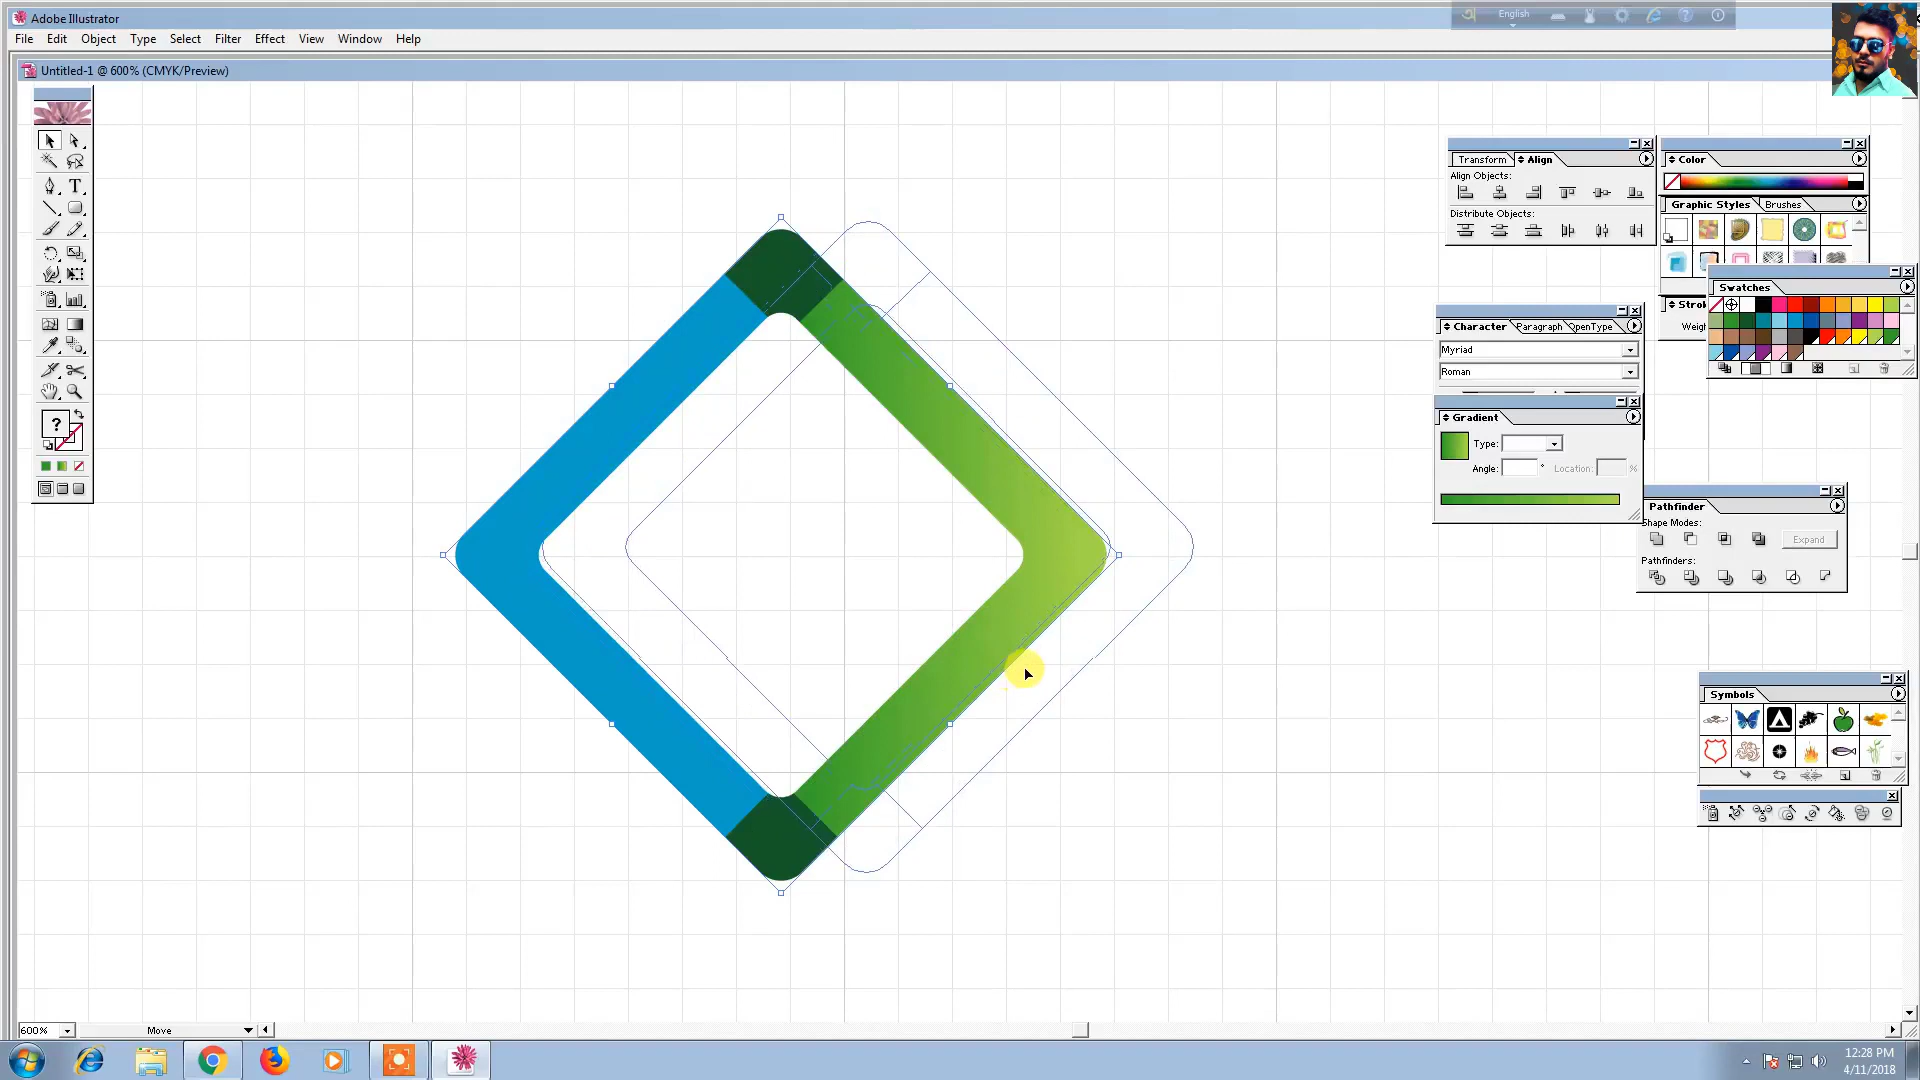 Adobe Illustrator
English
File Edit Object Type Select Filter Effect View Window Help
Untitled-1 @ 600% (CMYK/Preview)
Transform Align
Align Objects:
Distribute Objects:
Color
Graphic Styles Brushes
Swatches
Strok
Weig
Character Paragraph OpenType
Myriad
Roman
Gradient
Type:
Angle: ° Location: %
Pathfinder
Shape Modes:
Expand
Pathfinders:
Symbols
T
?
600% Move
12:28 PM
4/11/2018